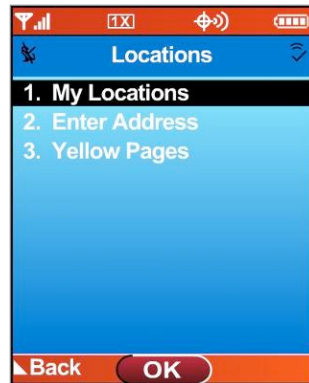 1X
Locations
1. My Locations
2. Enter Address
3. Yellow Pages
Back OK